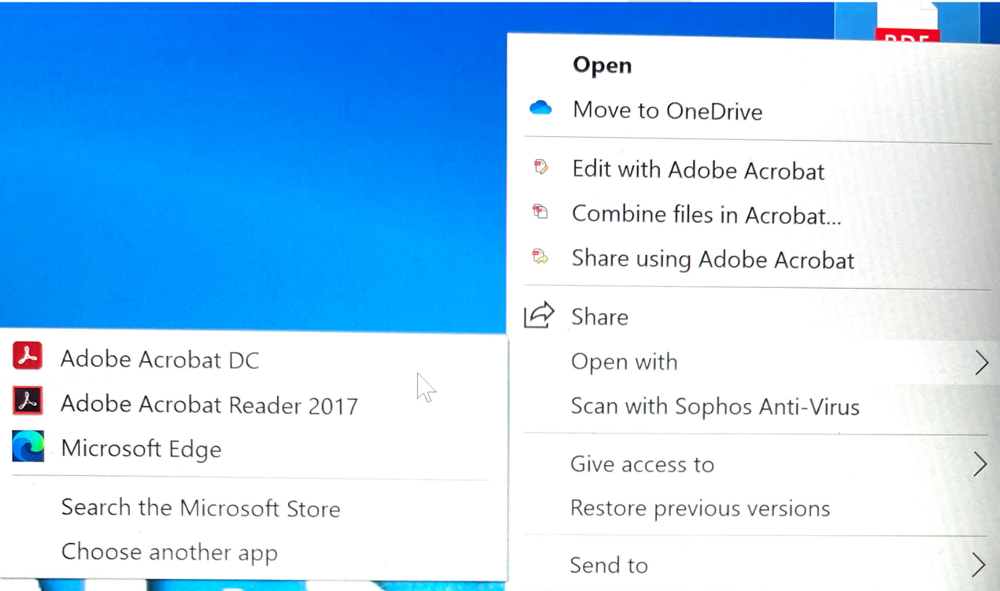 PDF
Open
Move to OneDrive
Edit with Adobe Acrobat
Combine files in Acrobat...
Share using Adobe Acrobat
Share
Open with
Scan with Sophos Anti-Virus
Give access to
Restore previous versions
Send to
Adobe Acrobat DC
Adobe Acrobat Reader 2017
Microsoft Edge
Search the Microsoft Store
Choose another app